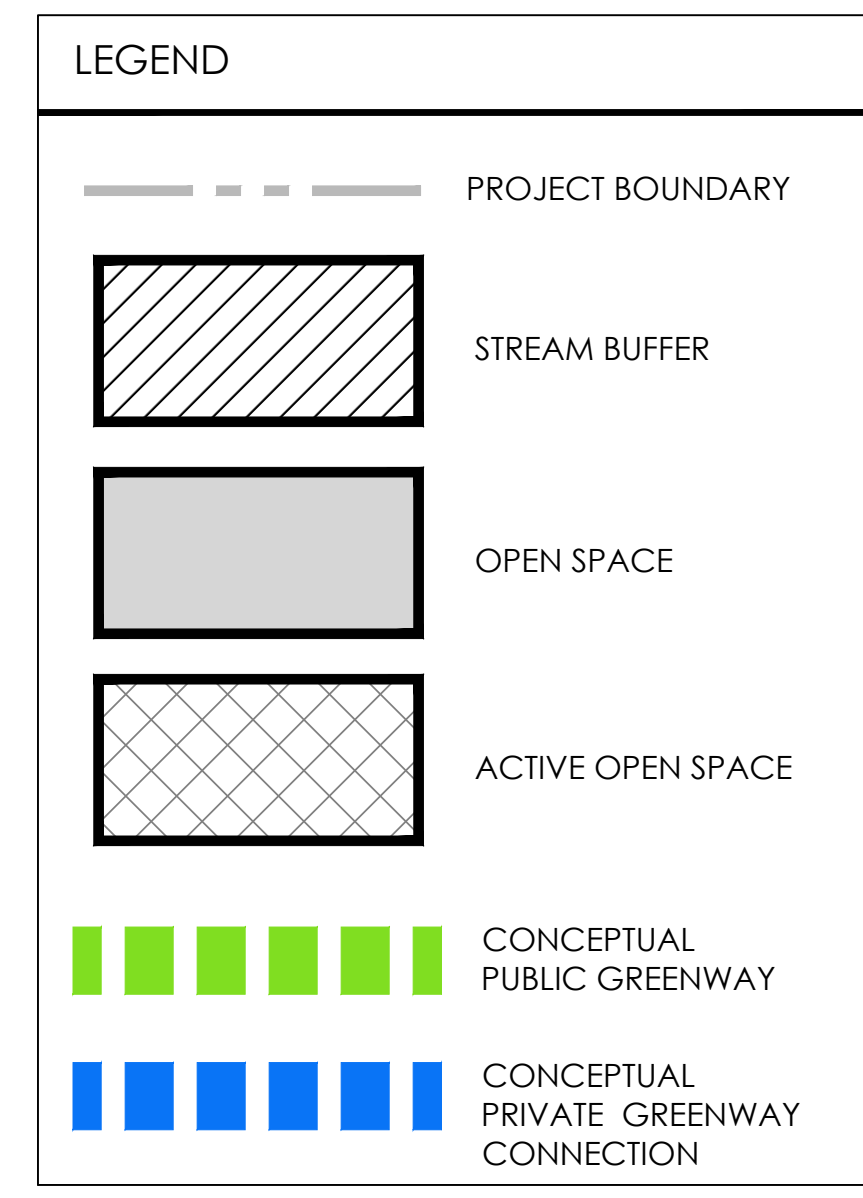 LEGEND
PROJECT BOUNDARY
STREAM BUFFER
OPEN SPACE
ACTIVE OPEN SPACE
CONCEPTUAL
PUBLIC GREENWAY
CONCEPTUAL
PRIVATE GREENWAY
CONNECTION